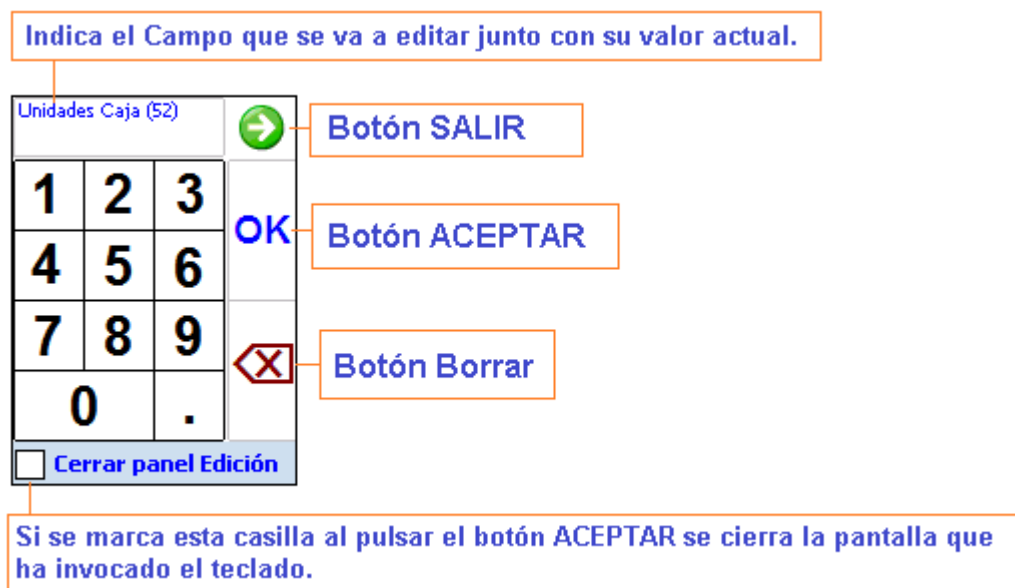 Indica el Campo que se va a editar junto con su valor actual.
Unidades Caja (52)
Botón SALIR
1 2 3
OK
Botón ACEPTAR
4 5 6
7 8 9
Botón Borrar
0 .
Cerrar panel Edición
Si se marca esta casilla al pulsar el botón ACEPTAR se cierra la pantalla que
ha invocado el teclado.